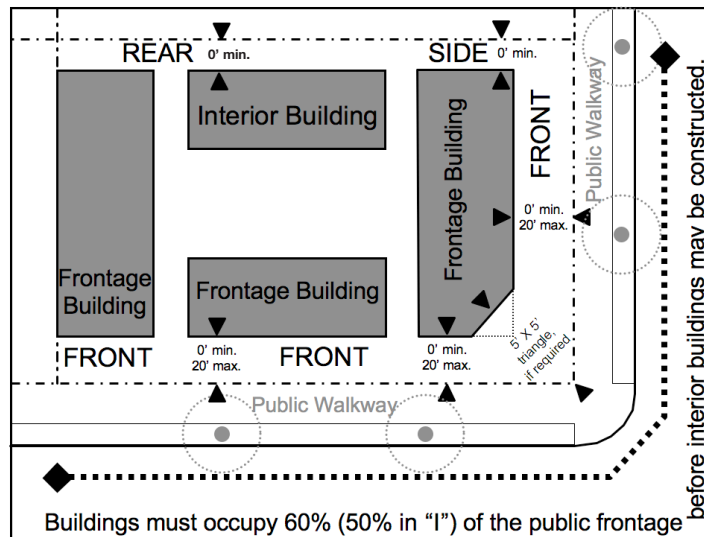 REAR
0' min.
SIDE
0' min.
Interior Building
Frontage Building
FRONT
Public Walkway
0' min.
20' max.
Frontage
Building
Frontage Building
5' X 5'
triangle,
if required
FRONT
0' min.
20' max.
FRONT
0' min.
20' max.
Public Walkway
Buildings must occupy 60% (50% in “I”) of the public frontage
before interior buildings may be constructed.